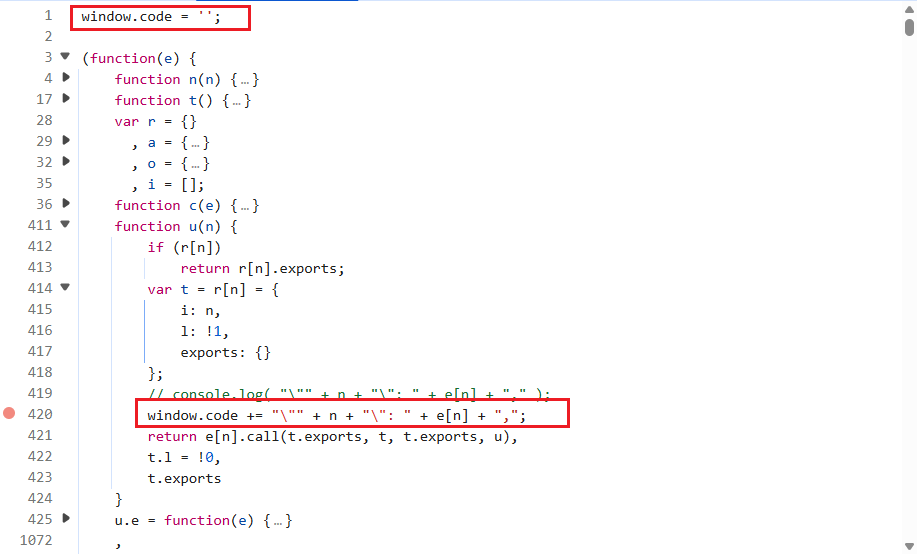 1 window.code = '';
2
3 (function(e) {
4 function n(n) {…}
17 function t() {…}
28 var r = {}
29 , a = {…}
32 , o = {…}
35 , i = [];
36 function c(e) {…}
411 function u(n) {
412 if (r[n])
413 return r[n].exports;
414 var t = r[n] = {
415 i: n,
416 l: !1,
417 exports: {}
418 };
419 // console.log( "\"" + n + "\": " + e[n] + "," );
420 window.code += "\"" + n + "\": " + e[n] + ",";
421 return e[n].call(t.exports, t, t.exports, u),
422 t.l = !0,
423 t.exports
424 }
425 u.e = function(e) {…}
1072 ,